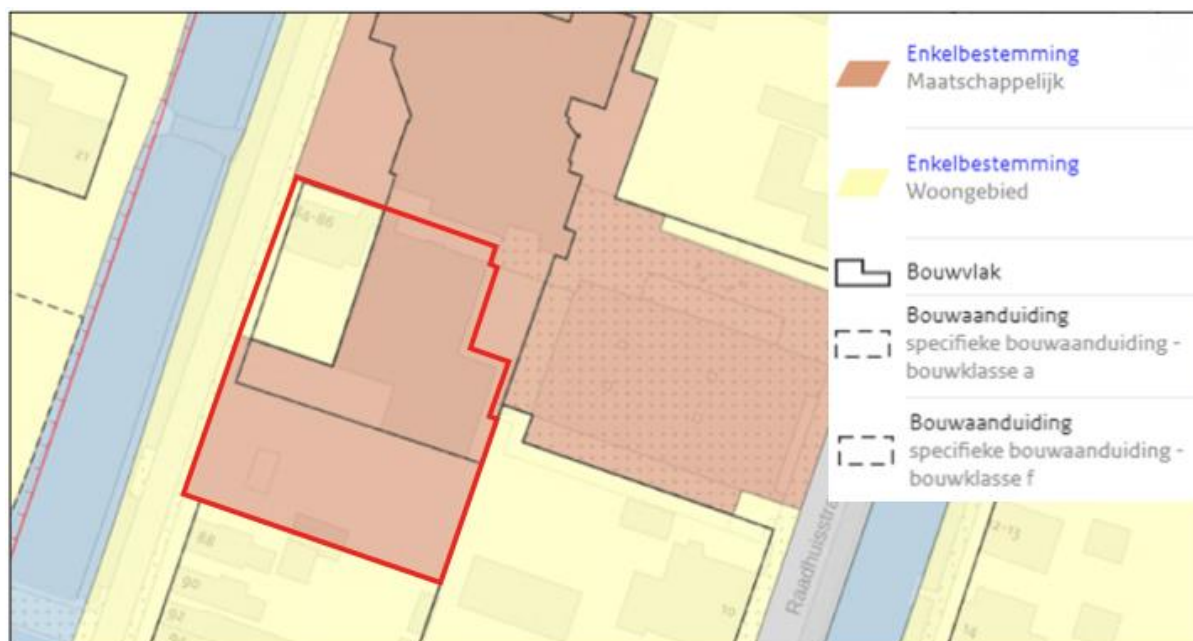 Enkelbestemming
Maatschappelijk
Enkelbestemming
Woongebied
Bouwvlak
Bouwaanduiding
specifieke bouwaanduiding -
bouwklasse a
Bouwaanduiding
specifieke bouwaanduiding -
bouwklasse f
21
84-86
88
90
92
94
10
Raadhuisstra
12-13
14